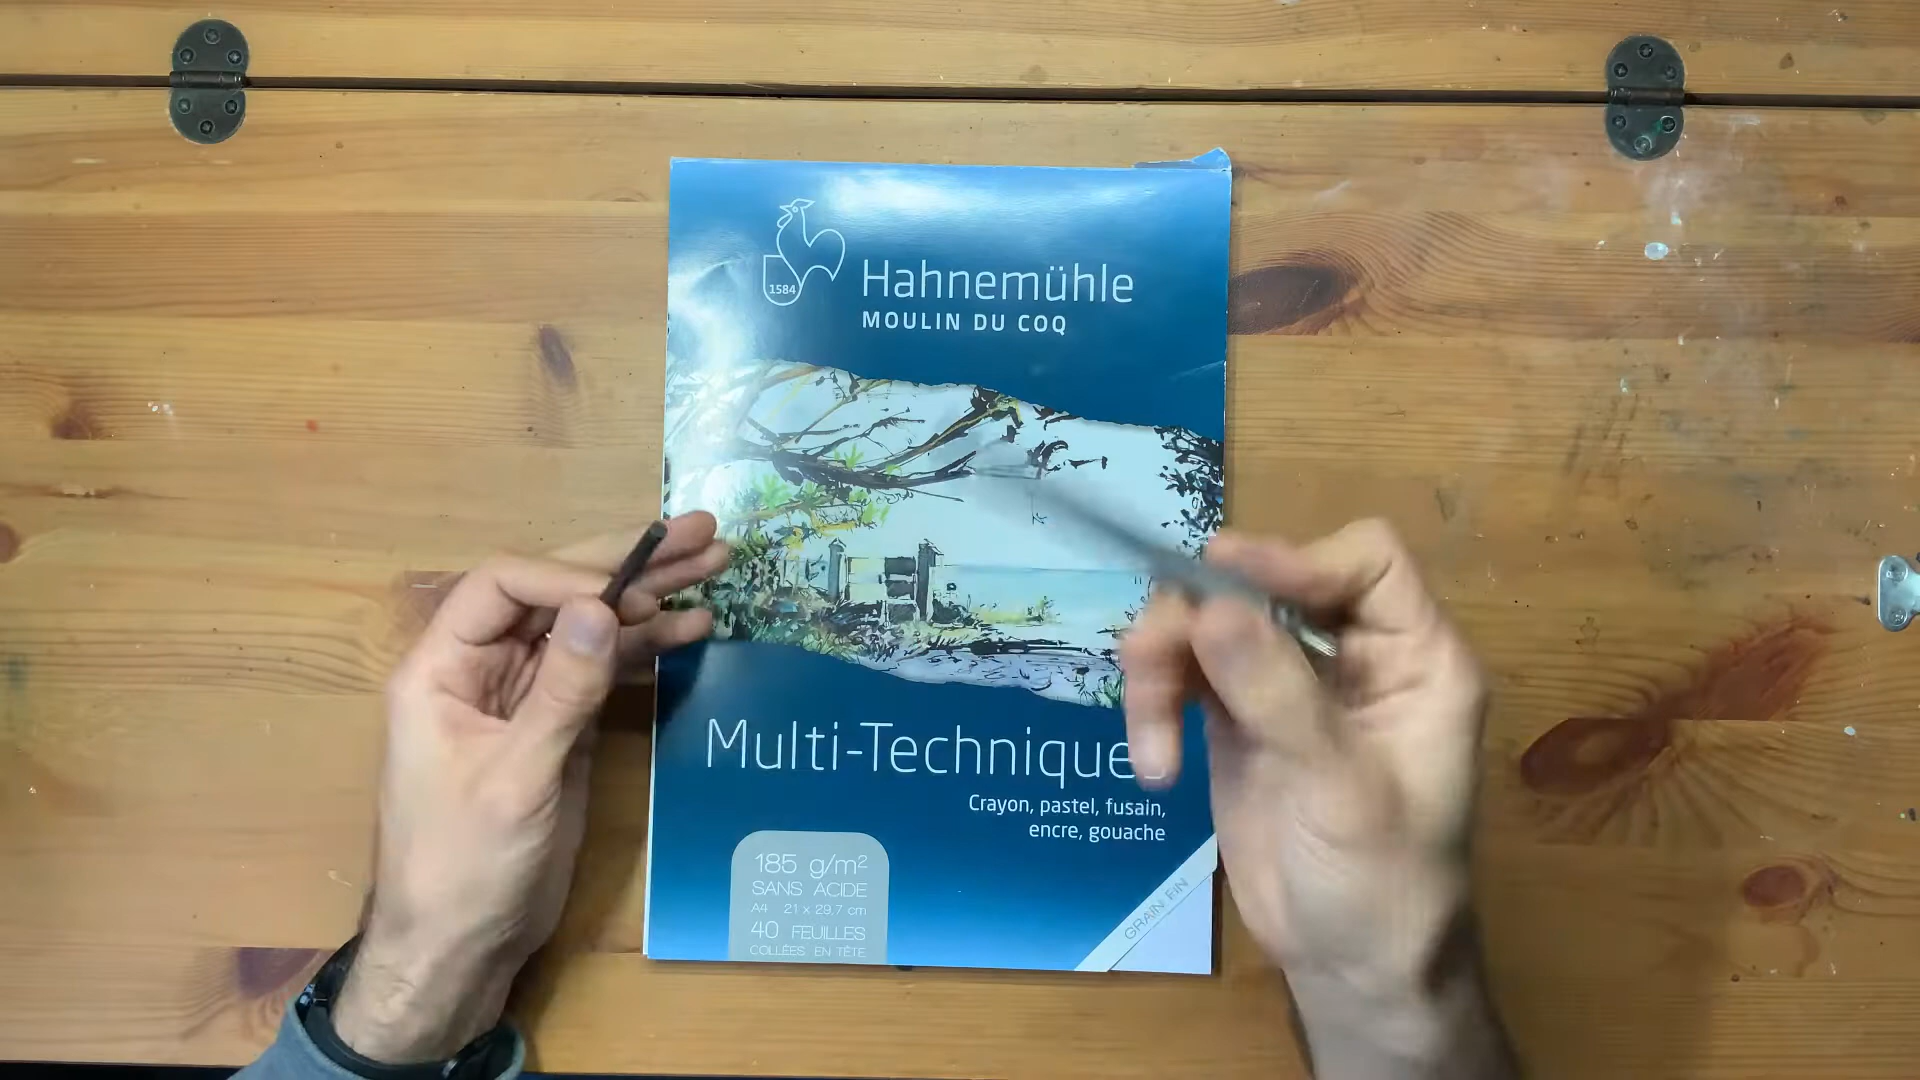 1584
Hahnemühle
MOULIN DU COQ
Multi-Techniques
Crayon, pastel, fusain,
encre, gouache
185 g/m²
SANS ACIDE
A4 21 x 29,7 cm
40 FEUILLES
COLLÉES EN TÊTE
GRAIN FIN